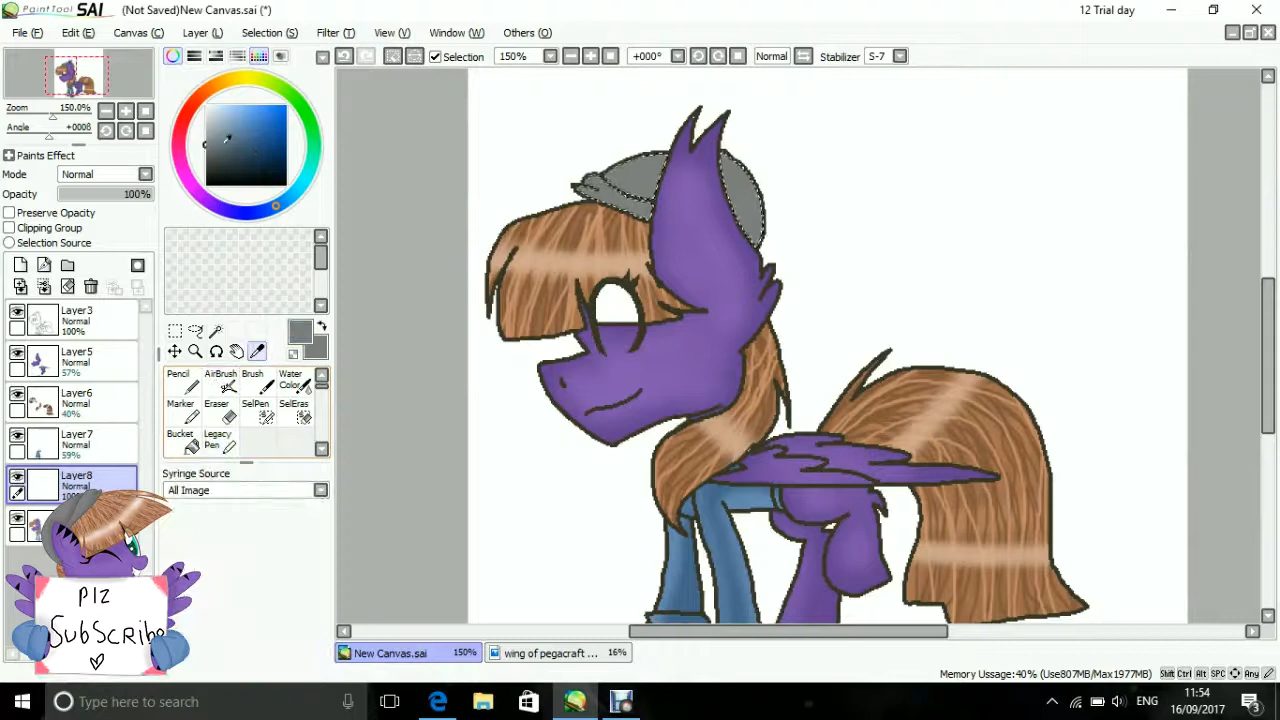 PaintTool SAI (Not Saved)New Canvas.sai (*) 12 Trial day
File (F) Edit (E) Canvas (C) Layer (L) Selection (S) Filter (T) View (V) Window (W) Others (O)
Selection 150% +000° Normal Stabilizer S-7
Zoom 150.0%
Angle +000ß
Paints Effect
Mode Normal
Opacity 100%
Preserve Opacity
Clipping Group
Selection Source
Layer3
Normal
100%
Layer5
Normal
57%
Layer6
Normal
40%
Layer7
Normal
59%
Layer8
Normal
Pencil AirBrush Brush Water Color
Marker Eraser SelPen SelEras
Bucket Legacy Pen
Syringe Source
All Image
Plz
Subscribe
New Canvas.sai 150% wing of pegacraft ... 16%
Memory Usage:40% (Use807MB/Max1977MB) Shift Ctrl Alt SPC Any
Type here to search
ENG
11:54
16/09/2017
3